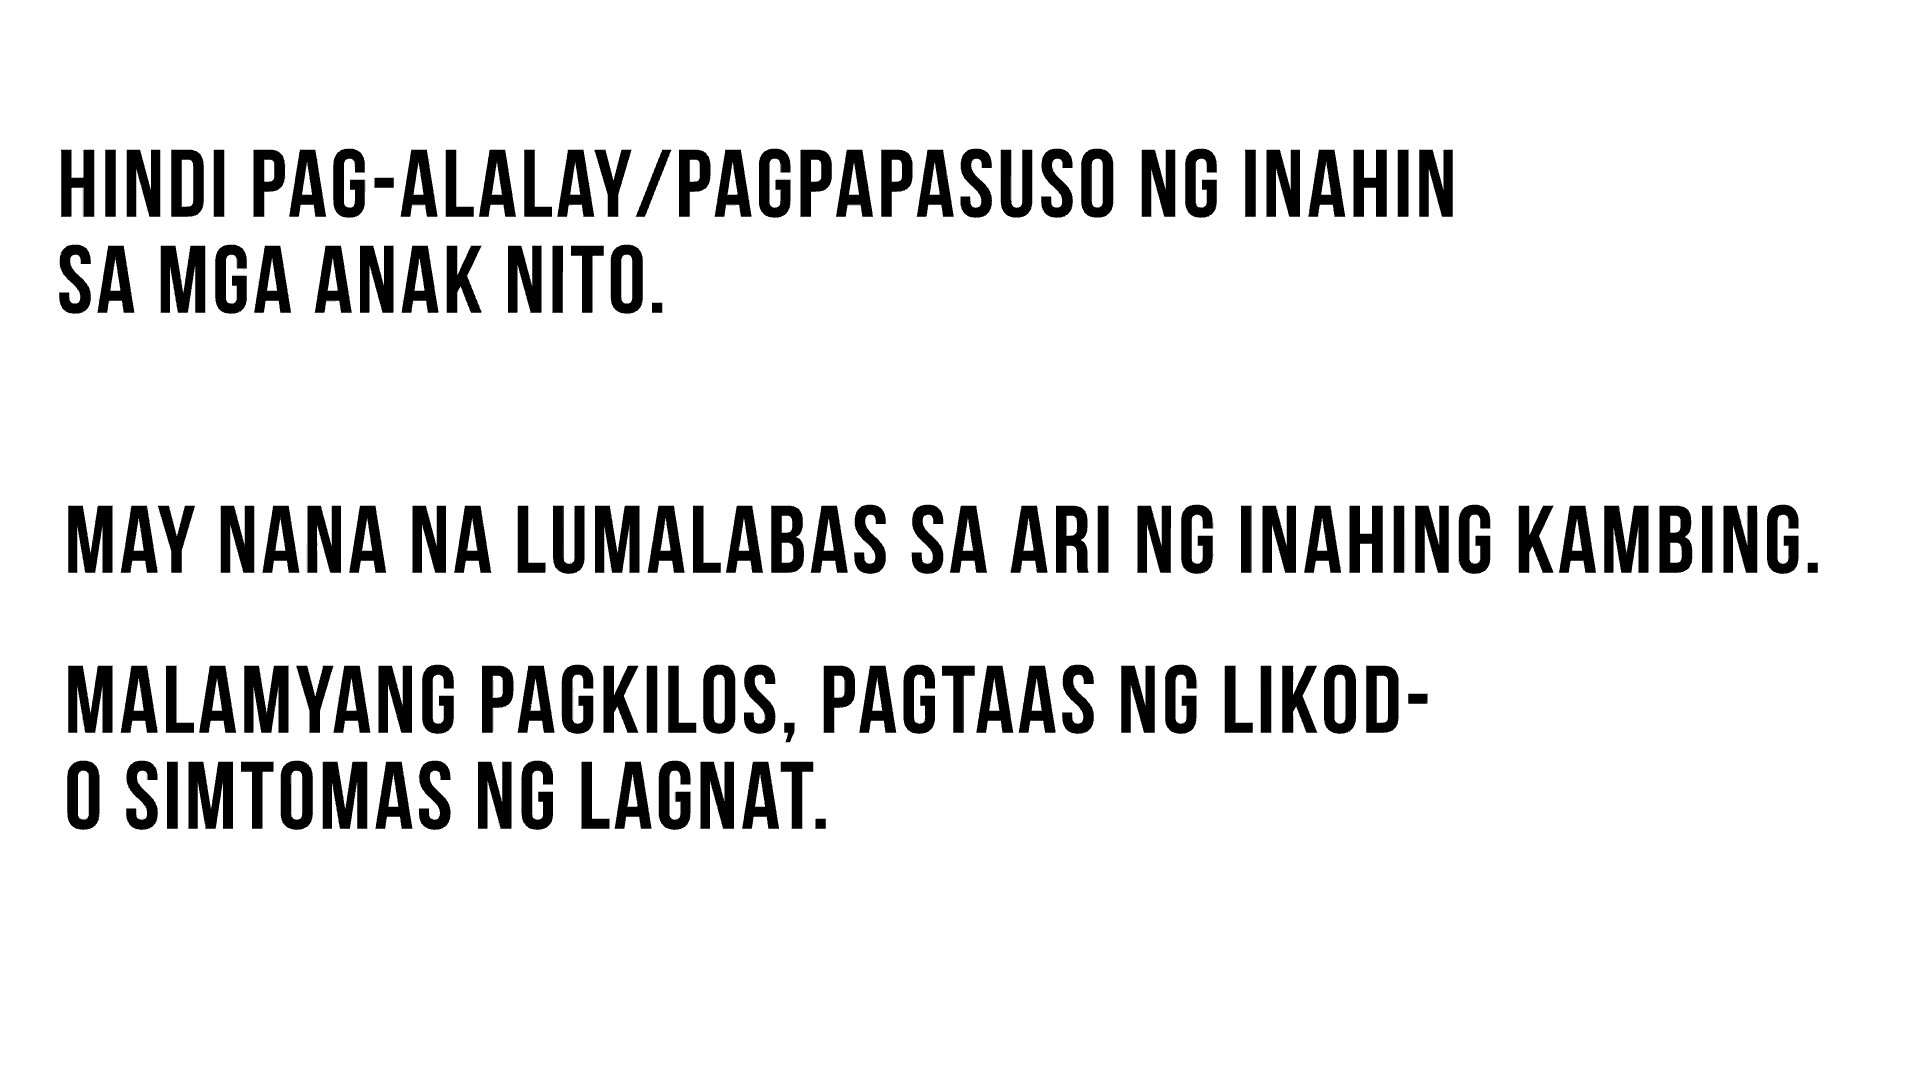 HINDI PAG-ALALAY/PAGPAPASUSO NG INAHIN
SA MGA ANAK NITO.
MAY NANA NA LUMALABAS SA ARI NG INAHING KAMBING.
MALAMYANG PAGKILOS, PAGTAAS NG LIKOD-
O SIMTOMAS NG LAGNAT.